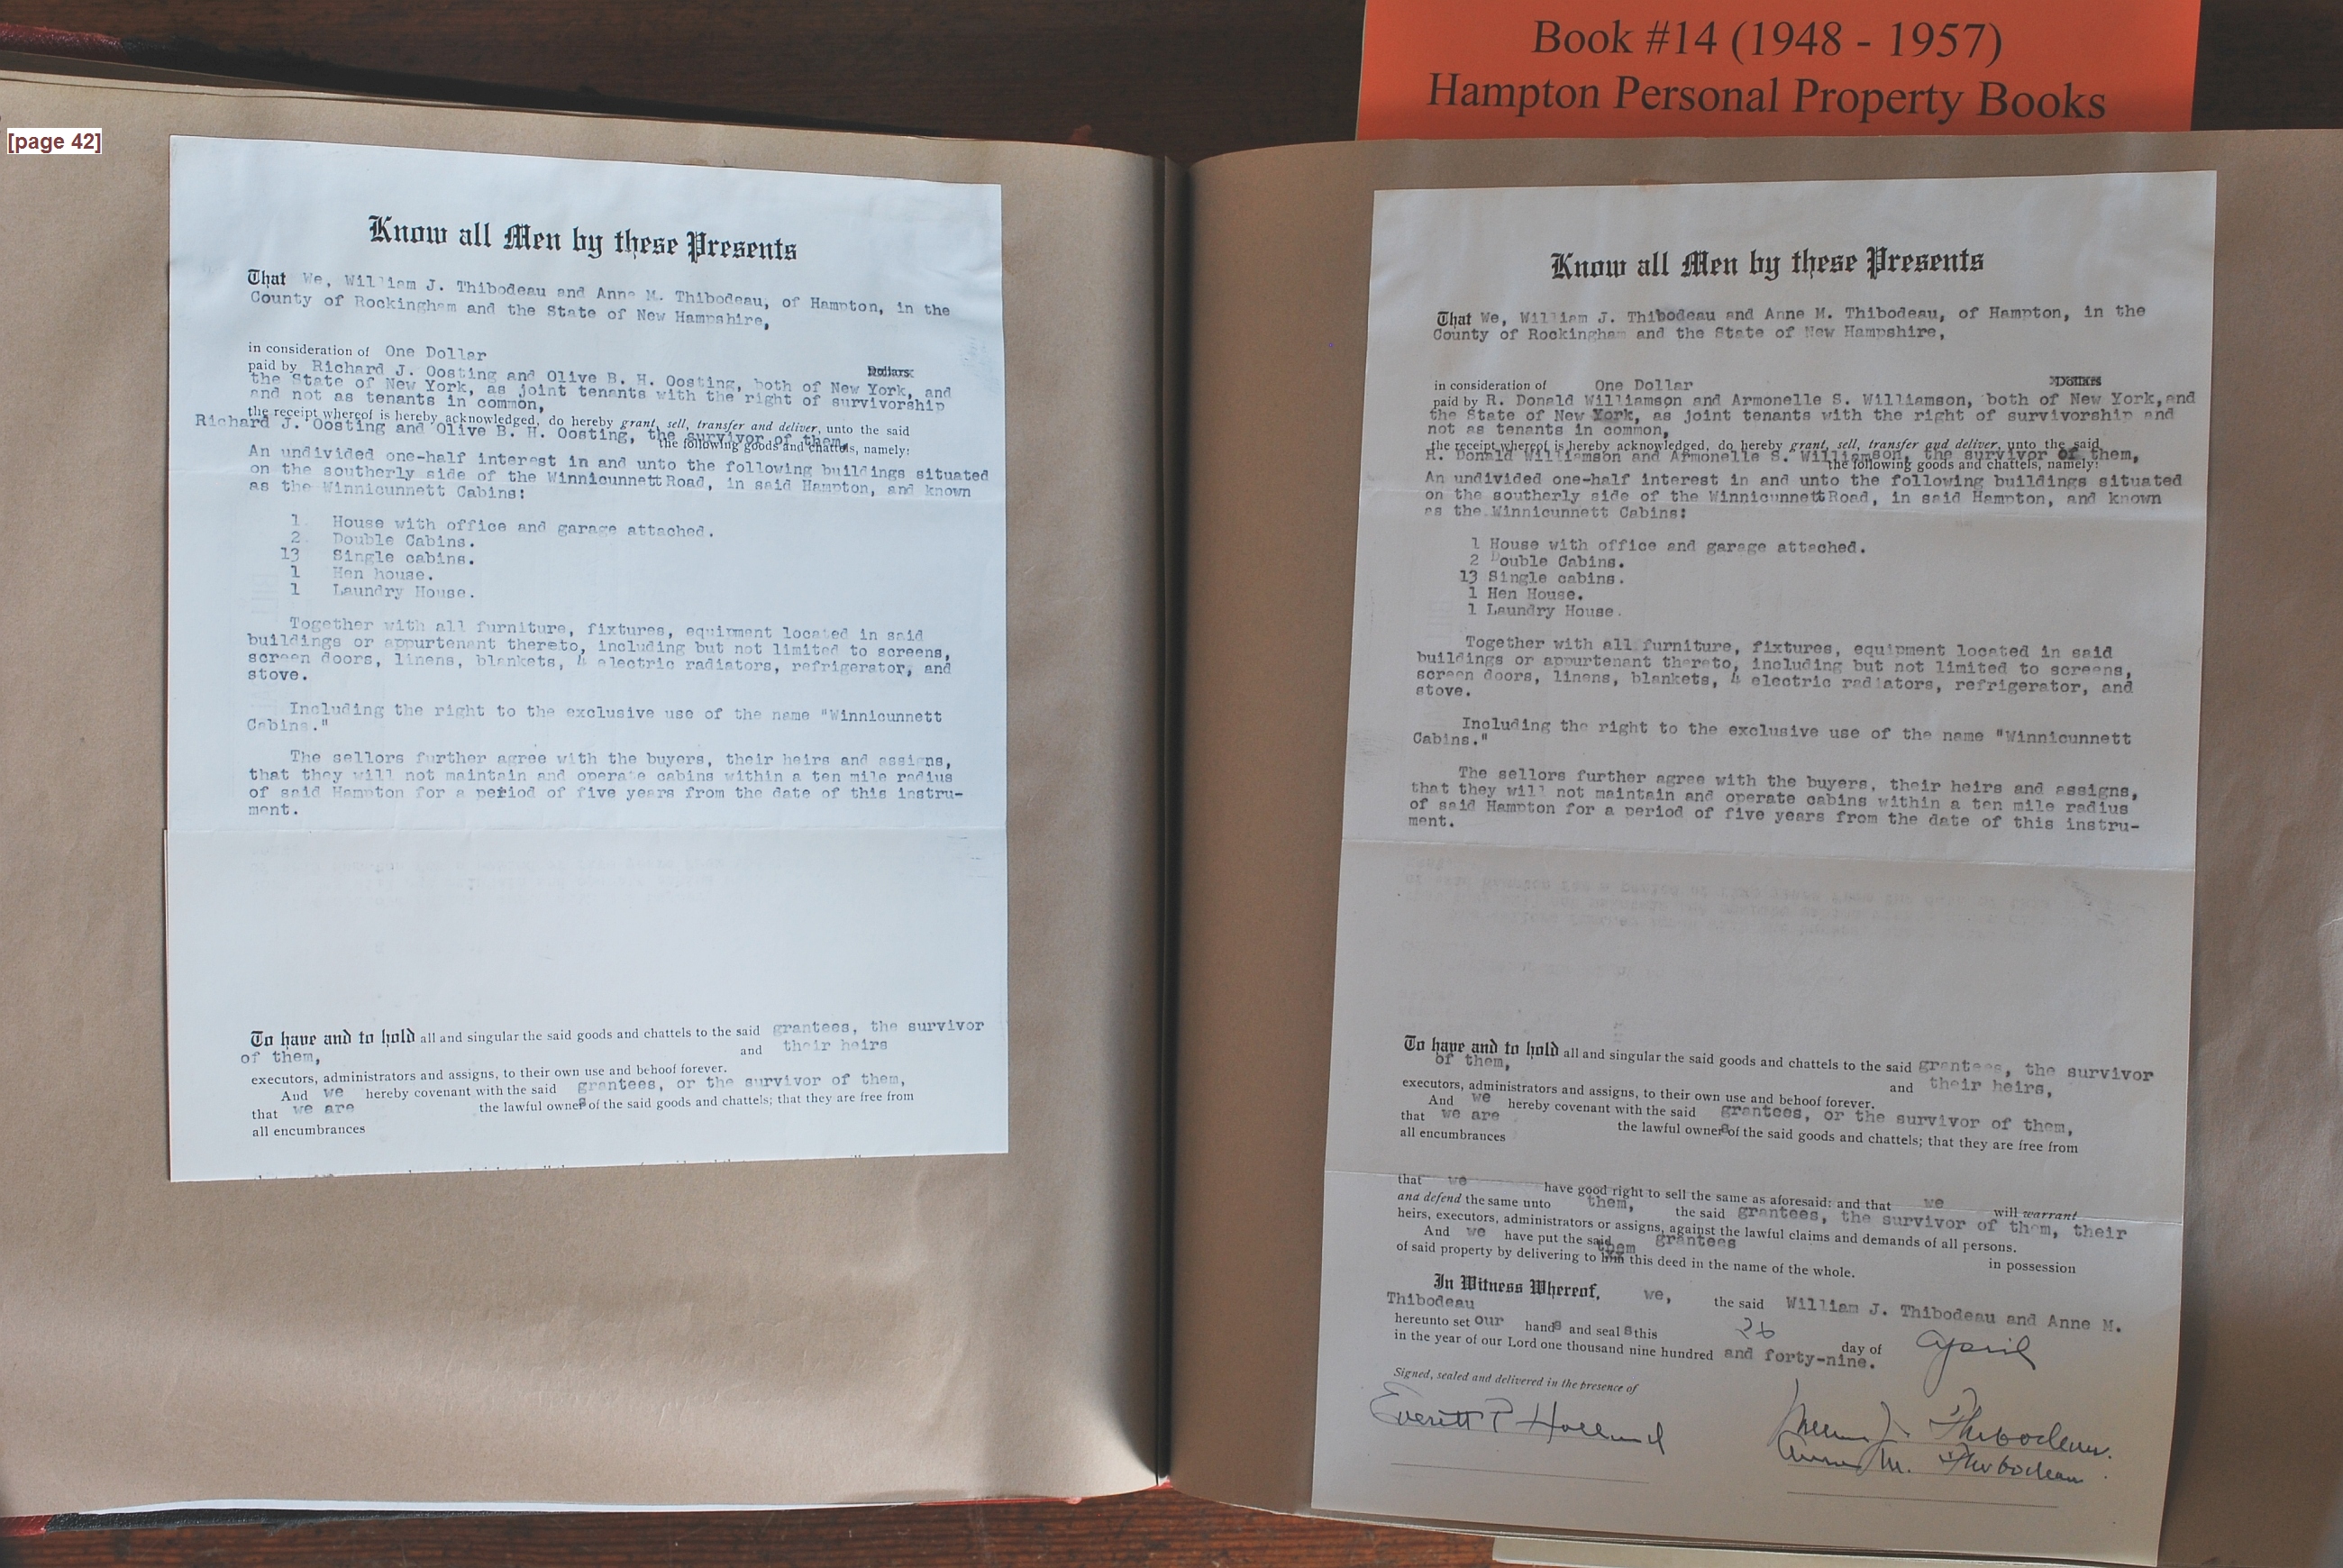 Book #14 (1948 - 1957)
Hampton Personal Property Books
[page 42]
Know all Men by these Presents
That We, William J. Thibodeau and Anne M. Thibodeau, of Hampton, in the
County of Rockingham and the State of New Hampshire,
in consideration of One Dollar
Dollars
paid by Richard J. Oosting and Olive B. H. Oosting, both of New York, and
the State of New York, as joint tenants with the right of survivorship
and not as tenants in common,
the receipt whereof is hereby acknowledged, do hereby grant, sell, transfer and deliver, unto the said
Richard J. Oosting and Olive B. H. Oosting, the survivor of them,
the following goods and chattels, namely:
An undivided one-half interest in and unto the following buildings situated
on the southerly side of the Winnicunnett Road, in said Hampton, and known
as the Winnicunnett Cabins:
1. House with office and garage attached.
2. Double Cabins.
13 Single cabins.
1 Hen house.
1 Laundry House.
Together with all furniture, fixtures, equipment located in said
buildings or appurtenant thereto, including but not limited to screens,
screen doors, linens, blankets, 4 electric radiators, refrigerator, and
stove.
Including the right to the exclusive use of the name "Winnicunnett
Cabins."
The sellors further agree with the buyers, their heirs and assigns,
that they will not maintain and operate cabins within a ten mile radius
of said Hampton for a period of five years from the date of this instru-
ment.
To have and to hold all and singular the said goods and chattels to the said grantees, the survivor
of them, and their heirs
executors, administrators and assigns, to their own use and behoof forever.
And we hereby covenant with the said grantees, or the survivor of them,
that we are the lawful owners of the said goods and chattels; that they are free from
all encumbrances
Know all Men by these Presents
That We, William J. Thibodeau and Anne M. Thibodeau, of Hampton, in the
County of Rockingham and the State of New Hampshire,
in consideration of One Dollar
Dollars
paid by R. Donald Williamson and Armonelle S. Williamson, both of New York, and
the State of New York, as joint tenants with the right of survivorship and
not as tenants in common,
the receipt whereof is hereby acknowledged, do hereby grant, sell, transfer and deliver, unto the said
R. Donald Williamson and Armonelle S. Williamson, the survivor of them,
the following goods and chattels, namely:
An undivided one-half interest in and unto the following buildings situated
on the southerly side of the Winnicunnett Road, in said Hampton, and known
as the Winnicunnett Cabins:
1 House with office and garage attached.
2 Double Cabins.
13 Single cabins.
1 Hen House.
1 Laundry House.
Together with all furniture, fixtures, equipment located in said
buildings or appurtenant thereto, including but not limited to screens,
screen doors, linens, blankets, 4 electric radiators, refrigerator, and
stove.
Including the right to the exclusive use of the name "Winnicunnett
Cabins."
The sellors further agree with the buyers, their heirs and assigns,
that they will not maintain and operate cabins within a ten mile radius
of said Hampton for a period of five years from the date of this instru-
ment.
To have and to hold all and singular the said goods and chattels to the said grantees, the survivor
of them, and their heirs,
executors, administrators and assigns, to their own use and behoof forever.
And we hereby covenant with the said grantees, or the survivor of them,
that we are the lawful owners of the said goods and chattels; that they are free from
all encumbrances
that we have good right to sell the same as aforesaid: and that we will warrant
and defend the same unto them, the said grantees, the survivor of them, their
heirs, executors, administrators or assigns, against the lawful claims and demands of all persons.
And we have put the said grantees in possession
of said property by delivering to him them this deed in the name of the whole.
In Witness Whereof, we, the said William J. Thibodeau and Anne M.
Thibodeau
hereunto set our hands and seals this 26 day of April
in the year of our Lord one thousand nine hundred and forty-nine.
Signed, sealed and delivered in the presence of
Everett P Holland
William J. Thibodeau.
Anne M. Thibodeau